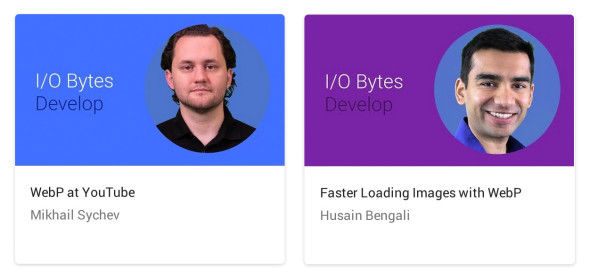 I/O Bytes
Develop
WebP at YouTube
Mikhail Sychev
I/O Bytes
Develop
Faster Loading Images with WebP
Husain Bengali